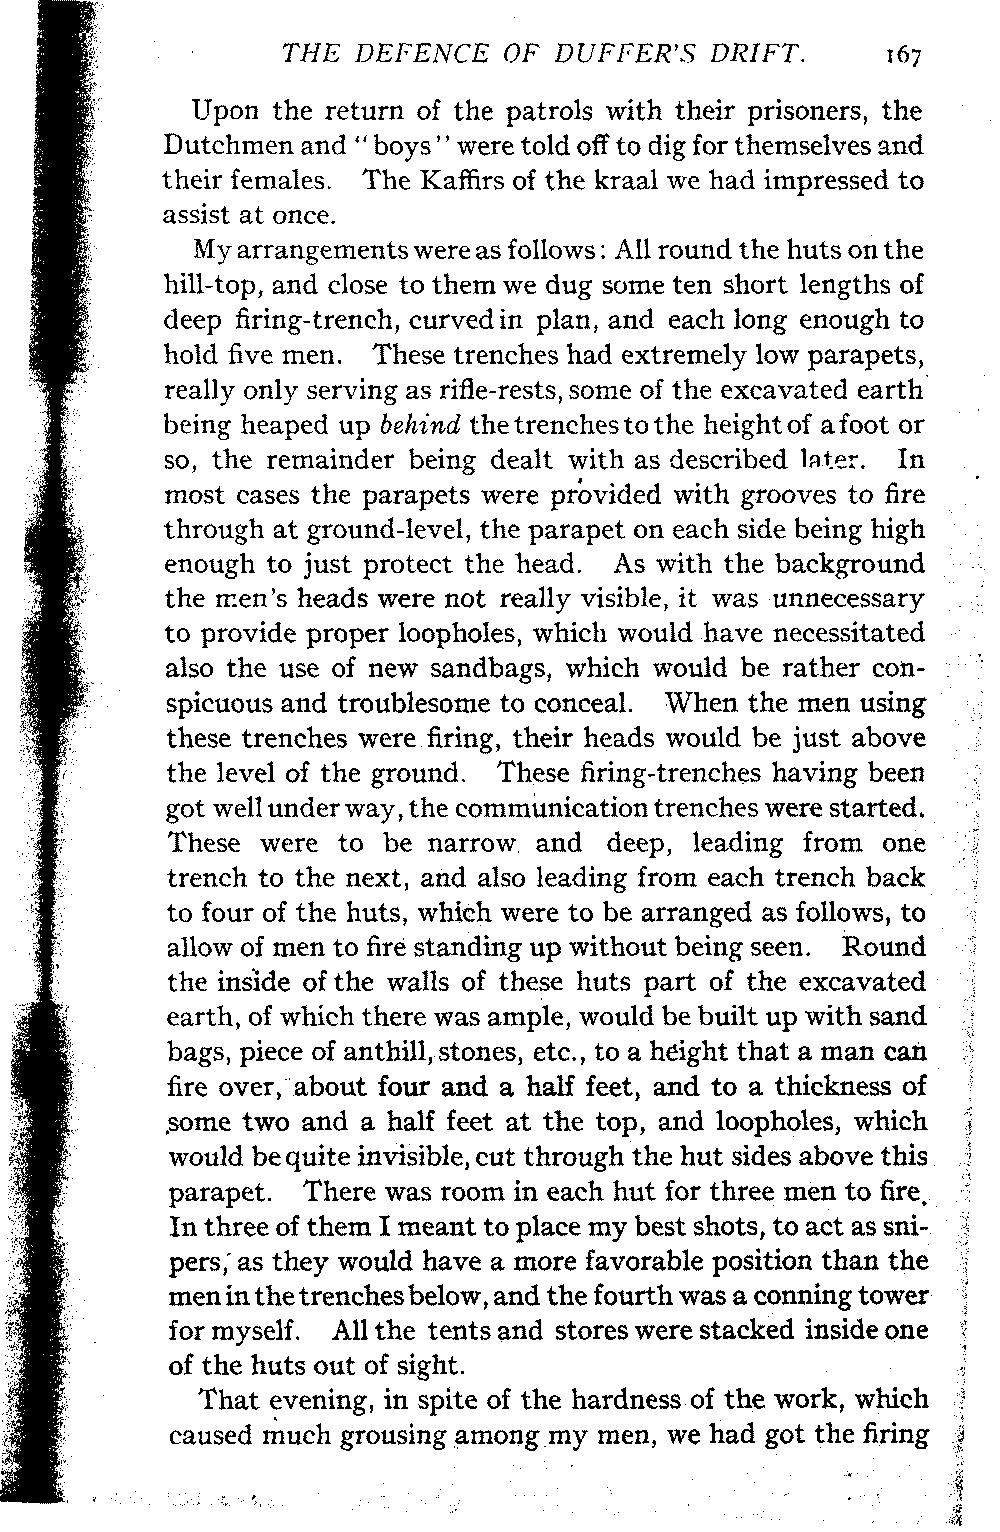 THE DEFENCE OF DUFFER'S DRIFT. 167
Upon the return of the patrols with their prisoners, the
Dutchmen and "boys" were told off to dig for themselves and
their females. The Kaffirs of the kraal we had impressed to
assist at once.
My arrangements were as follows: All round the huts on the
hill-top, and close to them we dug some ten short lengths of
deep firing-trench, curved in plan, and each long enough to
hold five men. These trenches had extremely low parapets,
really only serving as rifle-rests, some of the excavated earth
being heaped up behind the trenches to the height of a foot or
so, the remainder being dealt with as described later. In
most cases the parapets were provided with grooves to fire
through at ground-level, the parapet on each side being high
enough to just protect the head. As with the background
the men's heads were not really visible, it was unnecessary
to provide proper loopholes, which would have necessitated
also the use of new sandbags, which would be rather con-
spicuous and troublesome to conceal. When the men using
these trenches were firing, their heads would be just above
the level of the ground. These firing-trenches having been
got well under way, the communication trenches were started.
These were to be narrow and deep, leading from one
trench to the next, and also leading from each trench back
to four of the huts, which were to be arranged as follows, to
allow of men to fire standing up without being seen. Round
the inside of the walls of these huts part of the excavated
earth, of which there was ample, would be built up with sand
bags, piece of anthill, stones, etc., to a height that a man can
fire over, about four and a half feet, and to a thickness of
some two and a half feet at the top, and loopholes, which
would be quite invisible, cut through the hut sides above this
parapet. There was room in each hut for three men to fire.
In three of them I meant to place my best shots, to act as sni-
pers, as they would have a more favorable position than the
men in the trenches below, and the fourth was a conning tower
for myself. All the tents and stores were stacked inside one
of the huts out of sight.
That evening, in spite of the hardness of the work, which
caused much grousing among my men, we had got the firing